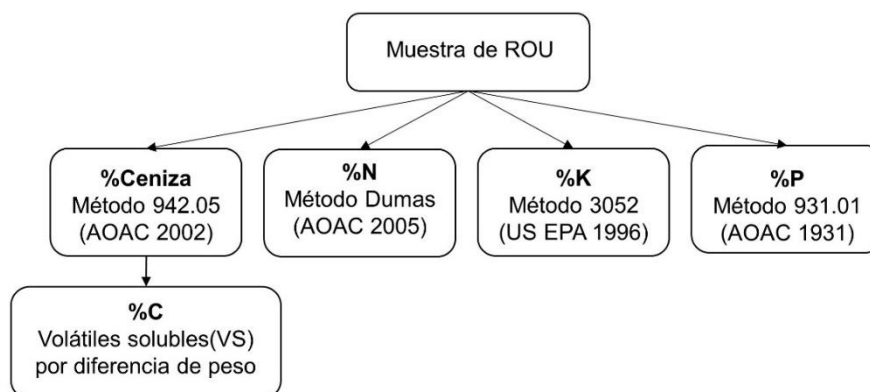 Muestra de ROU
%Ceniza
Método 942.05
(AOAC 2002)
%N
Método Dumas
(AOAC 2005)
%K
Método 3052
(US EPA 1996)
%P
Método 931.01
(AOAC 1931)
%C
Volátiles solubles(VS)
por diferencia de peso